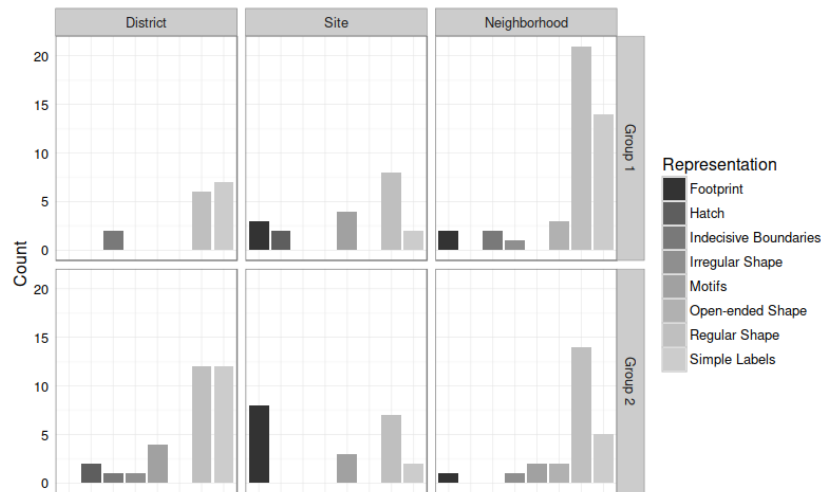 District
Site
Neighborhood
20
15
10
5
0
Group 1
20
15
10
5
0
Group 2
Count
Representation
Footprint
Hatch
Indecisive Boundaries
Irregular Shape
Motifs
Open-ended Shape
Regular Shape
Simple Labels